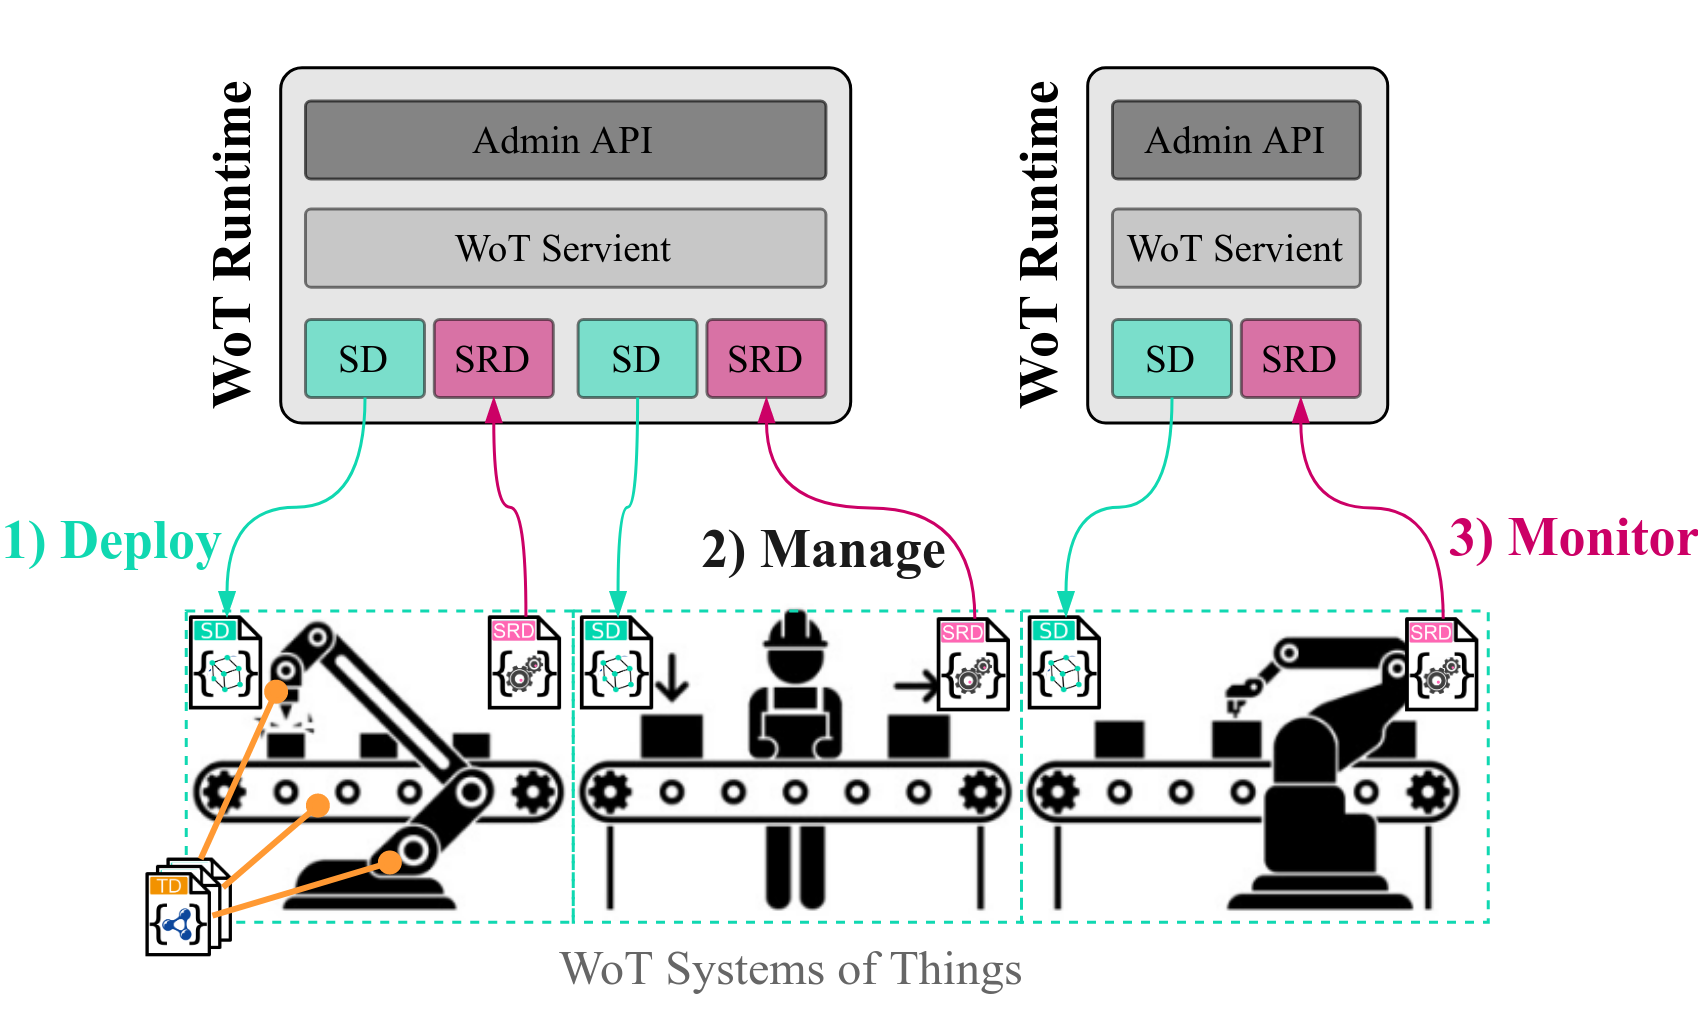 WoT Runtime
Admin API
WoT Servient
SD
SRD
SD
SRD
WoT Runtime
Admin API
WoT Servient
SD
SRD
1) Deploy
2) Manage
3) Monitor
SD
SRD
SD
SRD
SD
SRD
TD
WoT Systems of Things